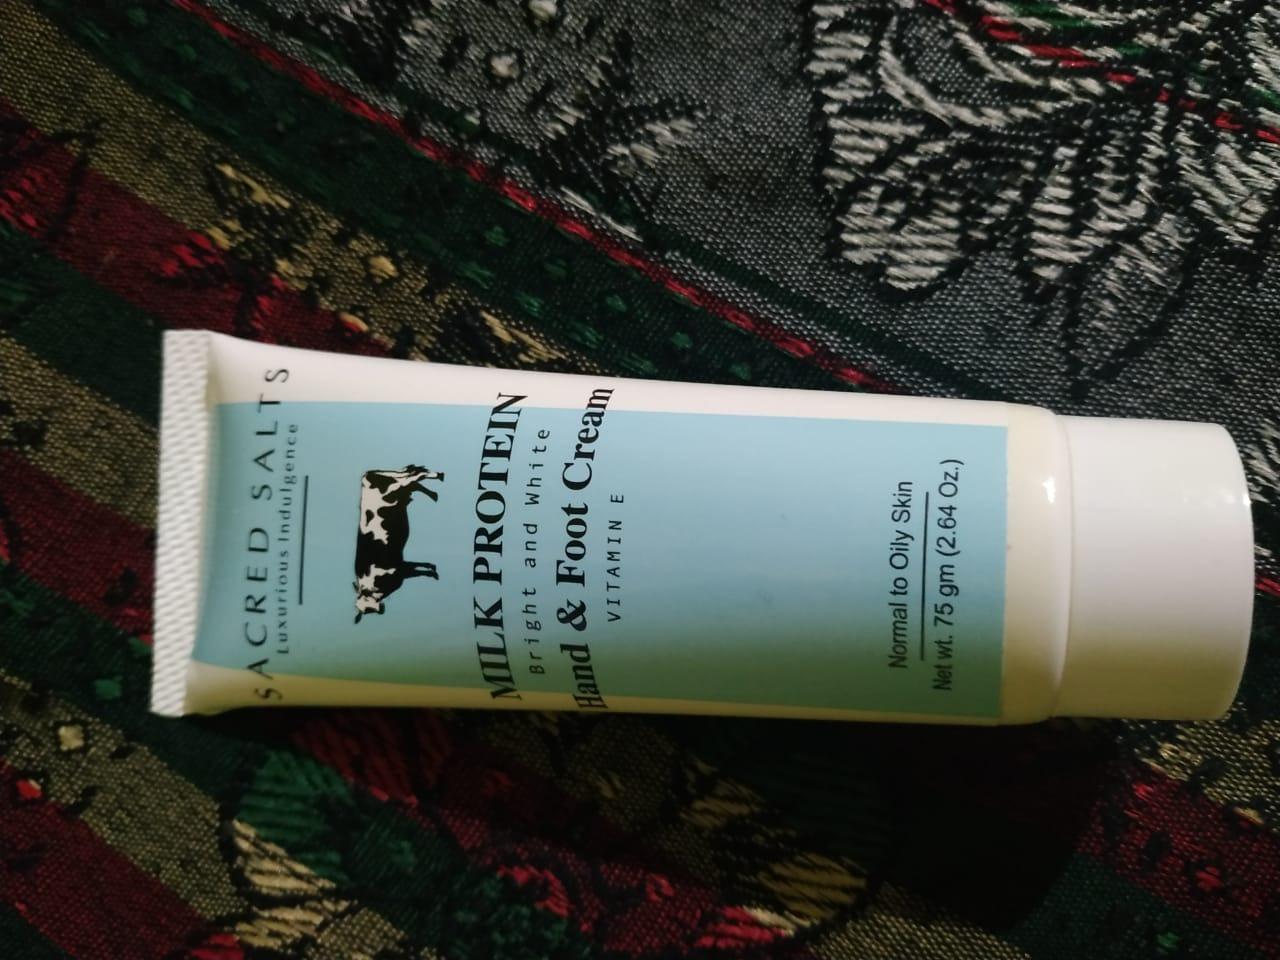 SACRED SALTS
Luxurious Indulgence
MILK PROTEIN
Bright and White
Hand & Foot Cream
VITAMIN E
Normal to Oily Skin
Net wt. 75 gm (2.64 Oz.)